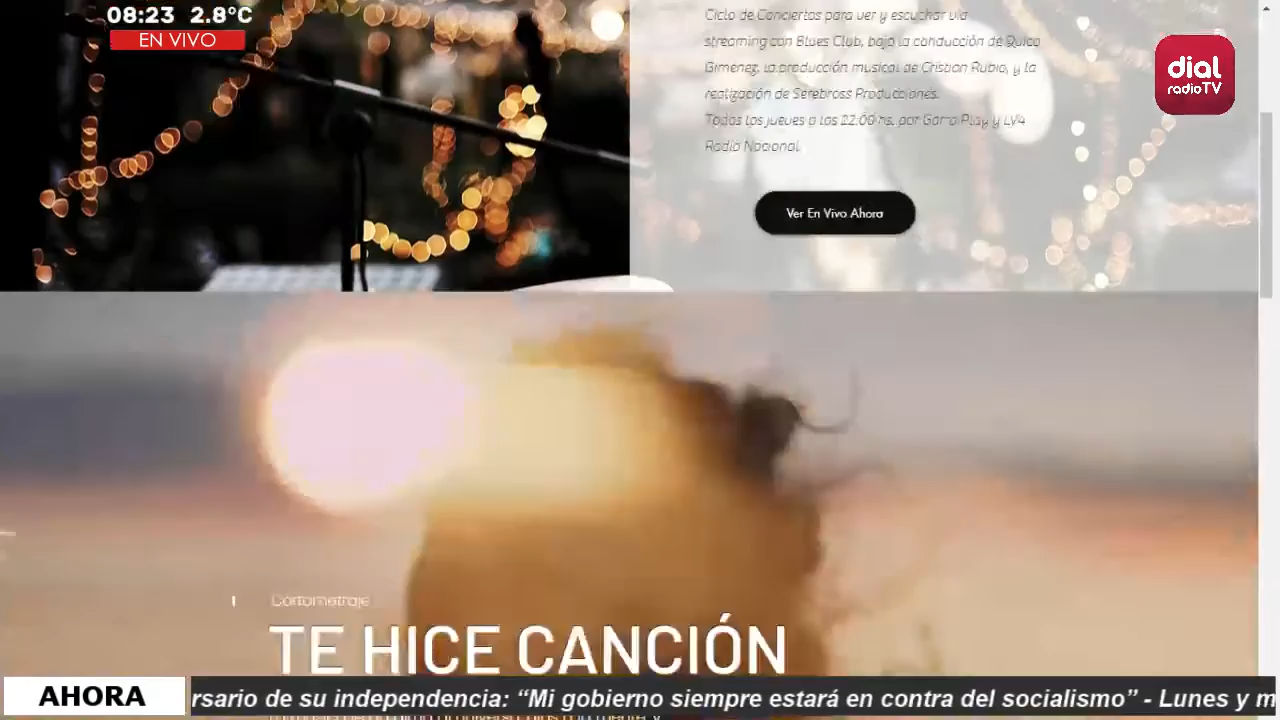 08:23 2.8°C
EN VIVO
dial
radioTV
Ciclo de Conciertos para ver y escuchar via
streaming con Blues Club, bajo la conducción de Quico
Gimenez, la producción musical de Cristian Rubio, y la
realización de Serebross Producciones.
Todos los jueves a las 22:00 hs. por Garra Play y LV4
Radio Nacional.
Ver En Vivo Ahora
Cortometraje
TE HICE CANCIÓN
AHORA
rsario de su independencia: “Mi gobierno siempre estará en contra del socialismo” - Lunes y m